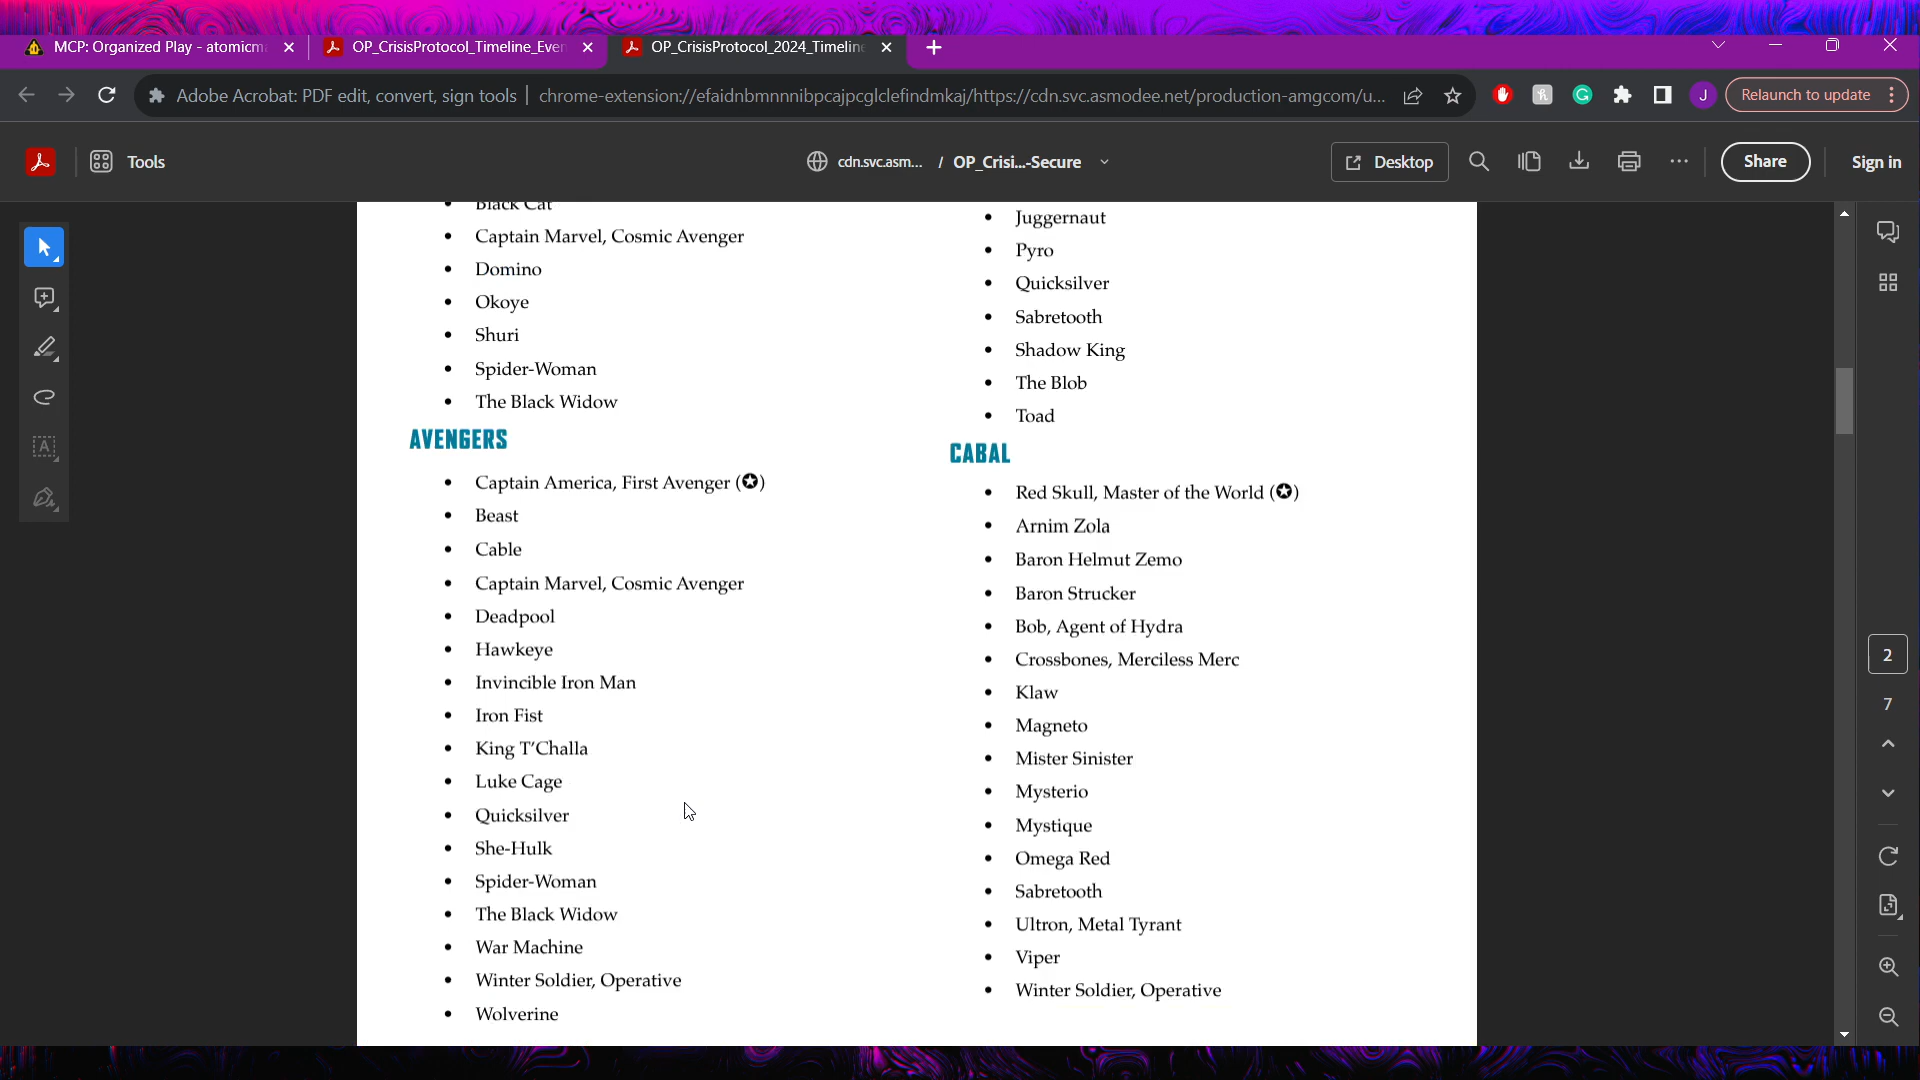 MCP: Organized Play - atomicm
OP_CrisisProtocol_Timeline_Even
OP_CrisisProtocol_2024_Timelin
Adobe Acrobat: PDF edit, convert, sign tools
chrome-extension://efaidnbmnnnibpcajpcglclefindmkaj/https://cdn.svc.asmodee.net/production-amgcom/u...
J
Relaunch to update
Tools
cdn.svc.asm... / OP_Crisi...-Secure
Desktop
Share
Sign in
Black Cat
Captain Marvel, Cosmic Avenger
Domino
Okoye
Shuri
Spider-Woman
The Black Widow
AVENGERS
Captain America, First Avenger (✪)
Beast
Cable
Captain Marvel, Cosmic Avenger
Deadpool
Hawkeye
Invincible Iron Man
Iron Fist
King T'Challa
Luke Cage
Quicksilver
She-Hulk
Spider-Woman
The Black Widow
War Machine
Winter Soldier, Operative
Wolverine
Juggernaut
Pyro
Quicksilver
Sabretooth
Shadow King
The Blob
Toad
CABAL
Red Skull, Master of the World (✪)
Arnim Zola
Baron Helmut Zemo
Baron Strucker
Bob, Agent of Hydra
Crossbones, Merciless Merc
Klaw
Magneto
Mister Sinister
Mysterio
Mystique
Omega Red
Sabretooth
Ultron, Metal Tyrant
Viper
Winter Soldier, Operative
2
7